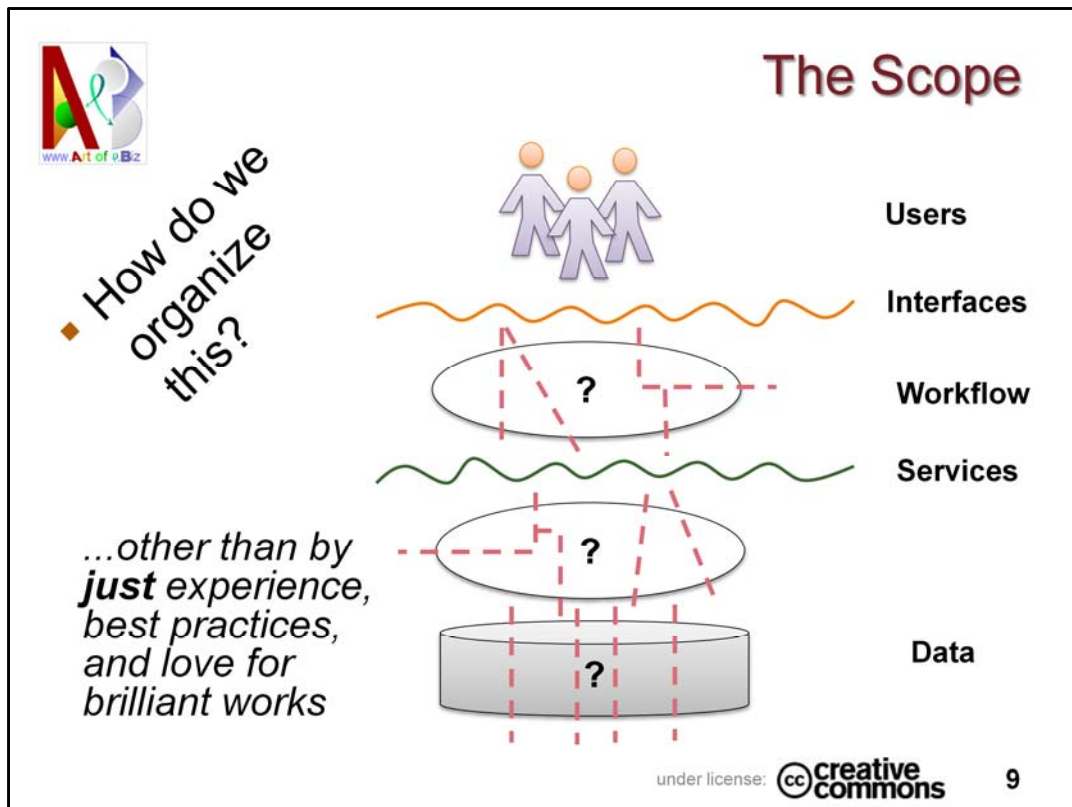 The Scope
www.Art of e.Biz
How do we
organize
this?
Users
Interfaces
?
Workflow
Services
...other than by
just experience,
best practices,
and love for
brilliant works
?
Data
?
under license:
cc creative
commons
9